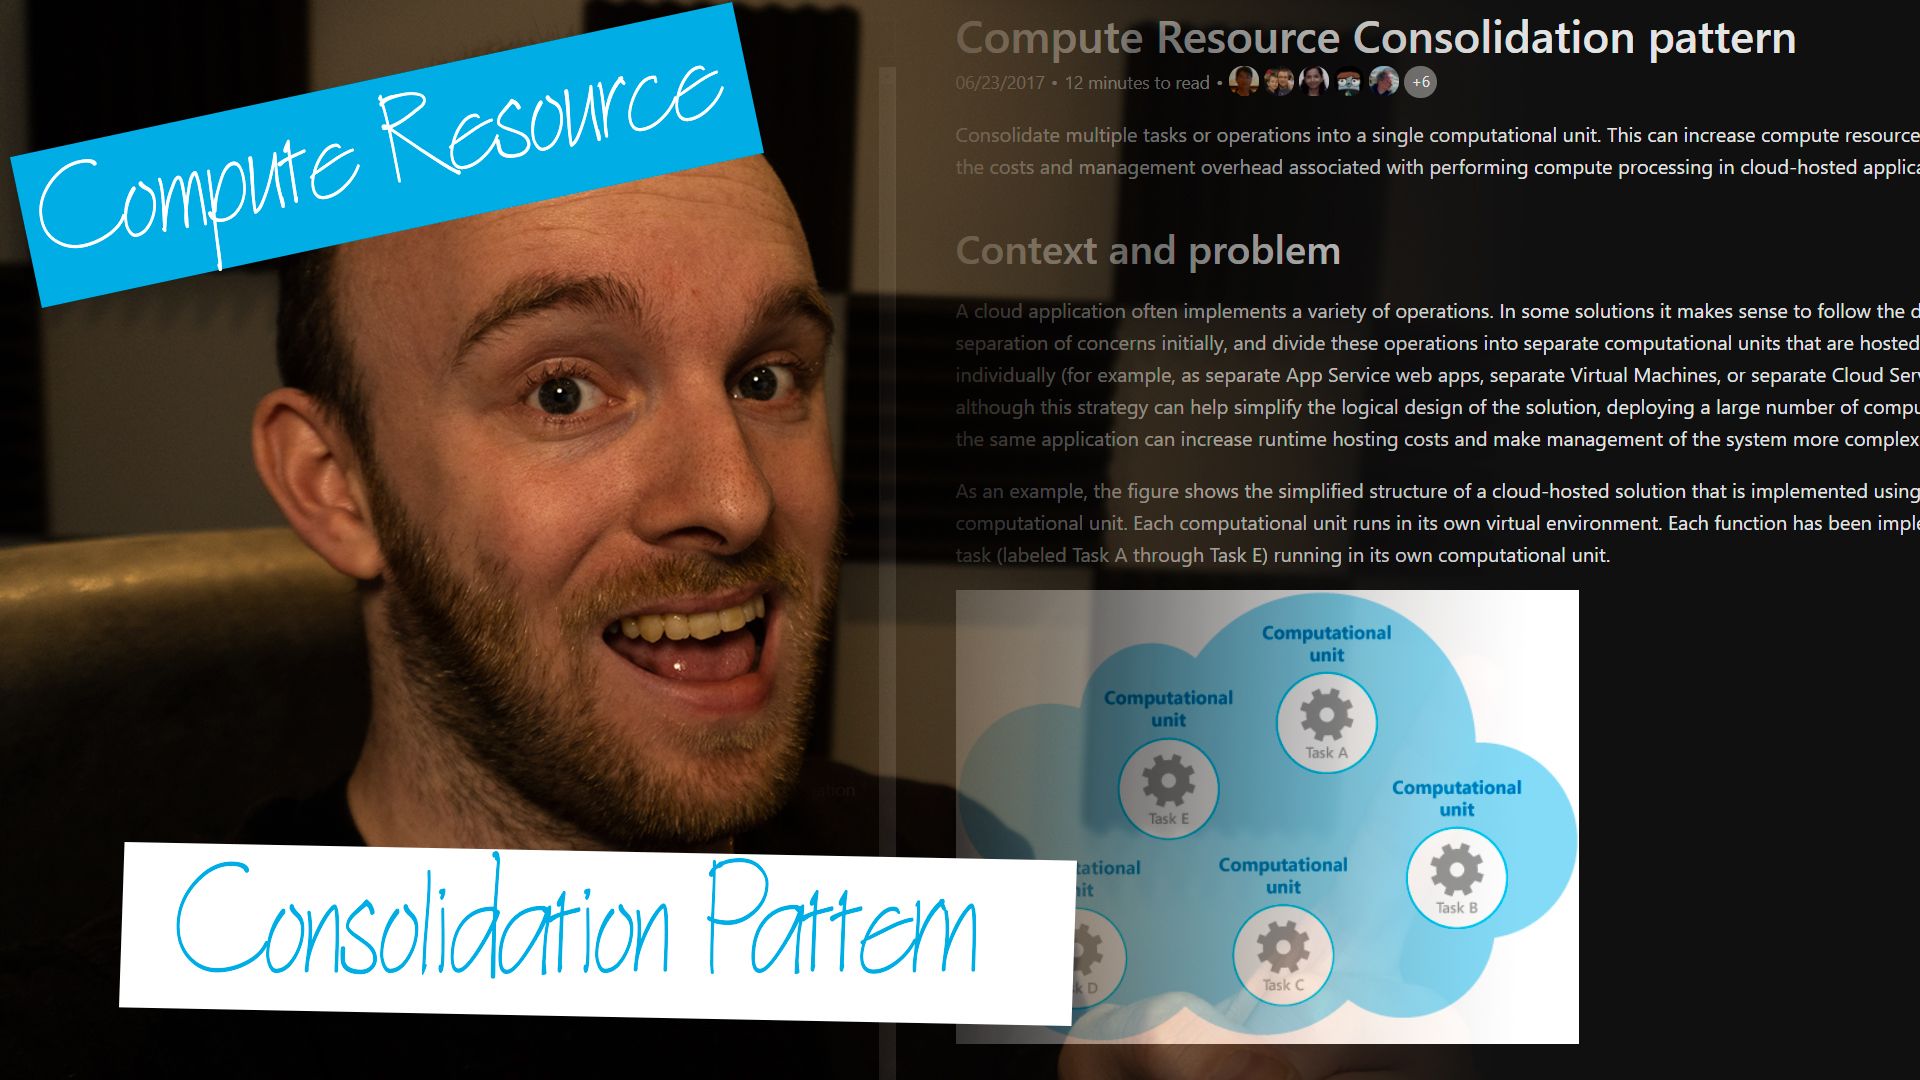 Compute Resource
Consolidation Pattern
Compute Resource Consolidation pattern
06/23/2017 • 12 minutes to read •
+6
Consolidate multiple tasks or operations into a single computational unit. This can increase compute resource
the costs and management overhead associated with performing compute processing in cloud-hosted applica
Context and problem
A cloud application often implements a variety of operations. In some solutions it makes sense to follow the d
separation of concerns initially, and divide these operations into separate computational units that are hosted
individually (for example, as separate App Service web apps, separate Virtual Machines, or separate Cloud Serv
although this strategy can help simplify the logical design of the solution, deploying a large number of compu
the same application can increase runtime hosting costs and make management of the system more complex
As an example, the figure shows the simplified structure of a cloud-hosted solution that is implemented using
computational unit. Each computational unit runs in its own virtual environment. Each function has been imple
task (labeled Task A through Task E) running in its own computational unit.
Computational
unit
Task A
Computational
unit
Task E
Computational
unit
Task B
tational
it
k D
Computational
unit
Task C
ation